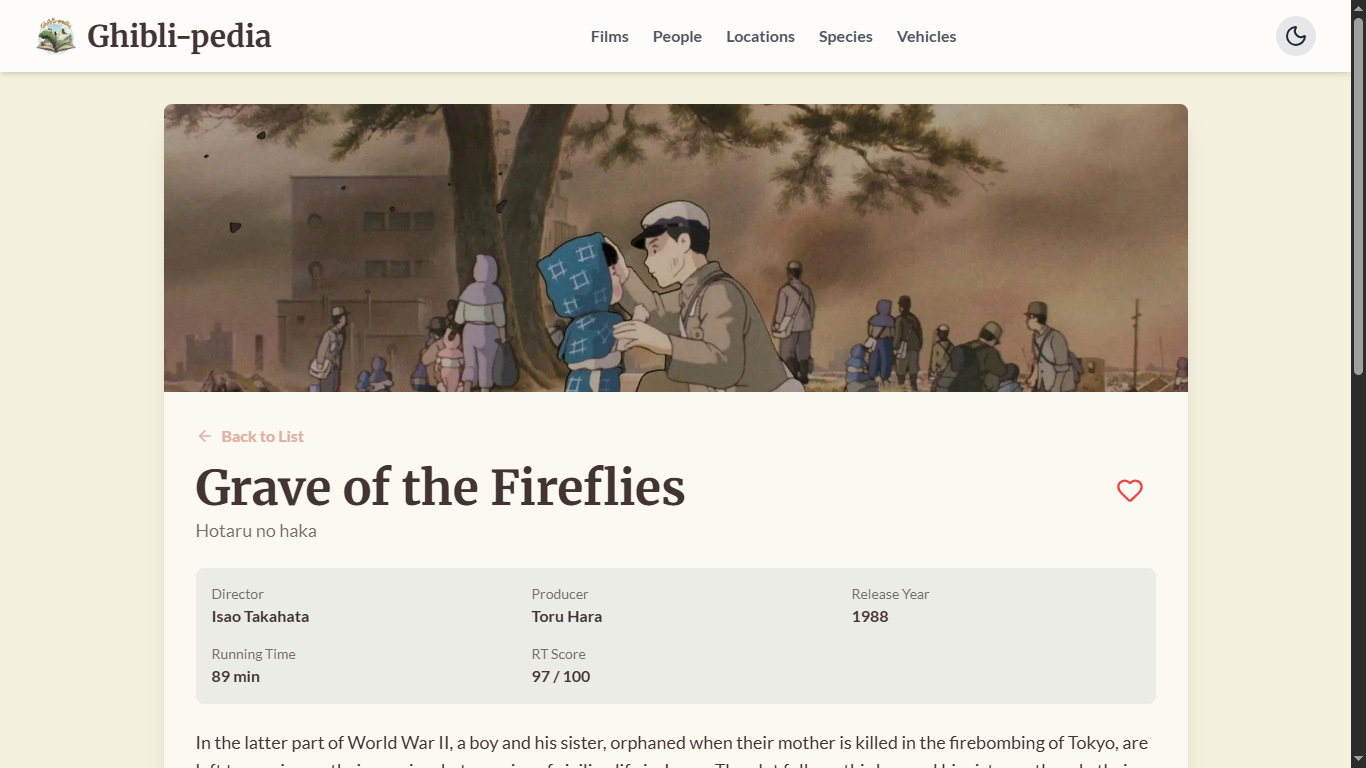 Ghibli-pedia
Films People Locations Species Vehicles
Back to List
Grave of the Fireflies
Hotaru no haka
Director Producer Release Year
Isao Takahata Toru Hara 1988
Running Time RT Score
89 min 97 / 100
In the latter part of World War II, a boy and his sister, orphaned when their mother is killed in the firebombing of Tokyo, are